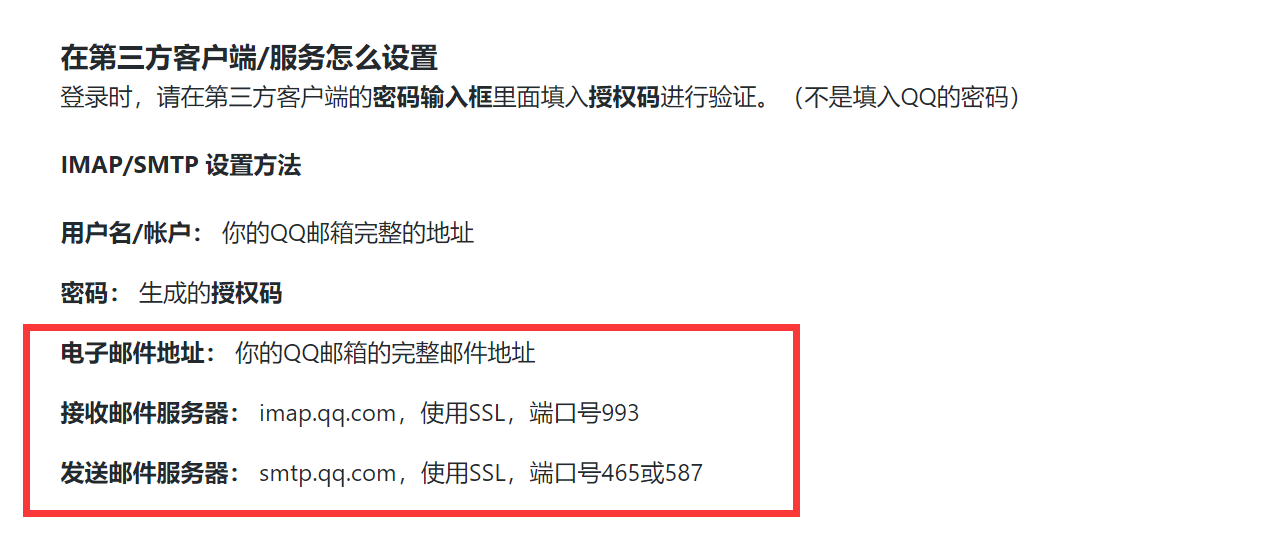 在第三方客户端/服务怎么设置
登录时，请在第三方客户端的密码输入框里面填入授权码进行验证。（不是填入QQ的密码）
IMAP/SMTP 设置方法
用户名/帐户： 你的QQ邮箱完整的地址
密码： 生成的授权码
电子邮件地址： 你的QQ邮箱的完整邮件地址
接收邮件服务器： imap.qq.com，使用SSL，端口号993
发送邮件服务器： smtp.qq.com，使用SSL，端口号465或587